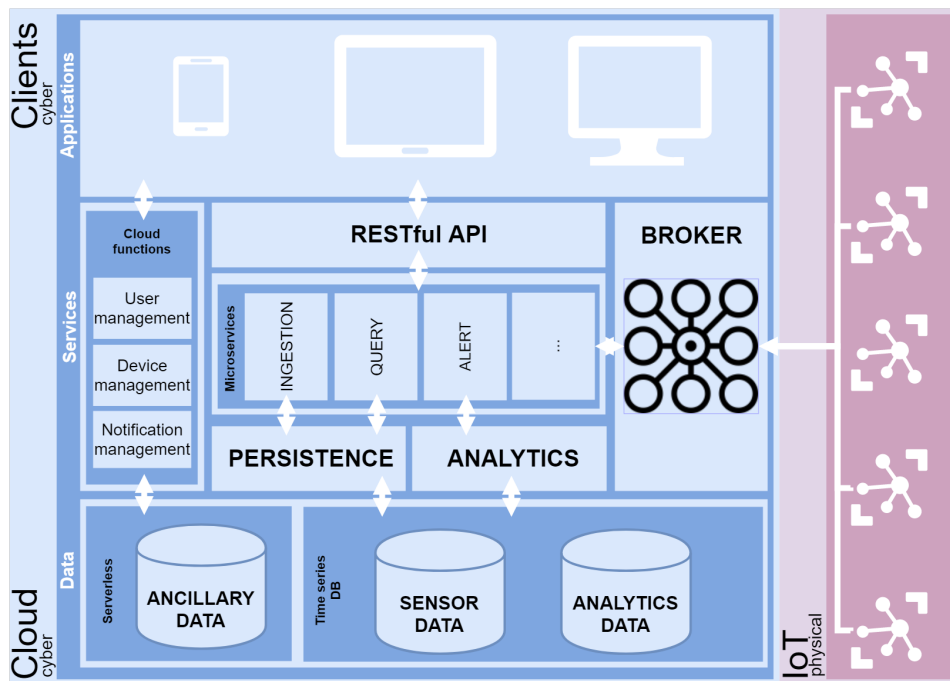 Clients
cyber
Applications
Services
Cloud
functions
User
management
Device
management
Notification
management
RESTful API
BROKER
Microservices
INGESTION
QUERY
ALERT
...
PERSISTENCE
ANALYTICS
Data
Serverless
ANCILLARY
DATA
Time series
DB
SENSOR
DATA
ANALYTICS
DATA
Cloud
cyber
IoT
physical